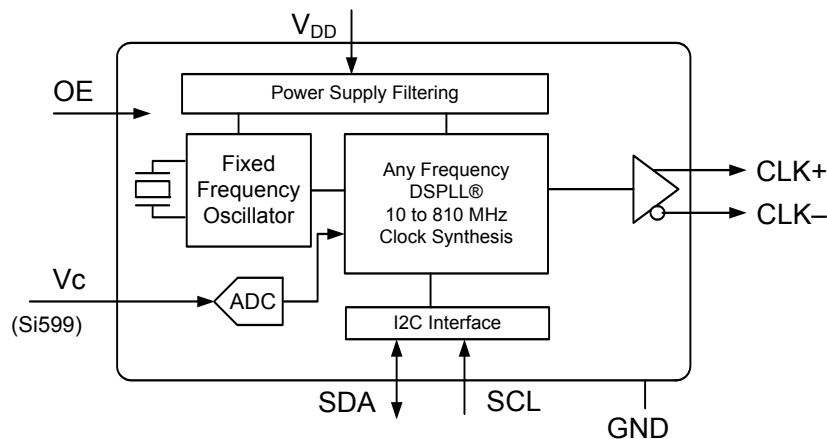 V_DD
OE
Power Supply Filtering
Fixed
Frequency
Oscillator
Any Frequency
DSPLL®
10 to 810 MHz
Clock Synthesis
CLK+
CLK–
Vc
(Si599)
ADC
I2C Interface
SDA
SCL
GND